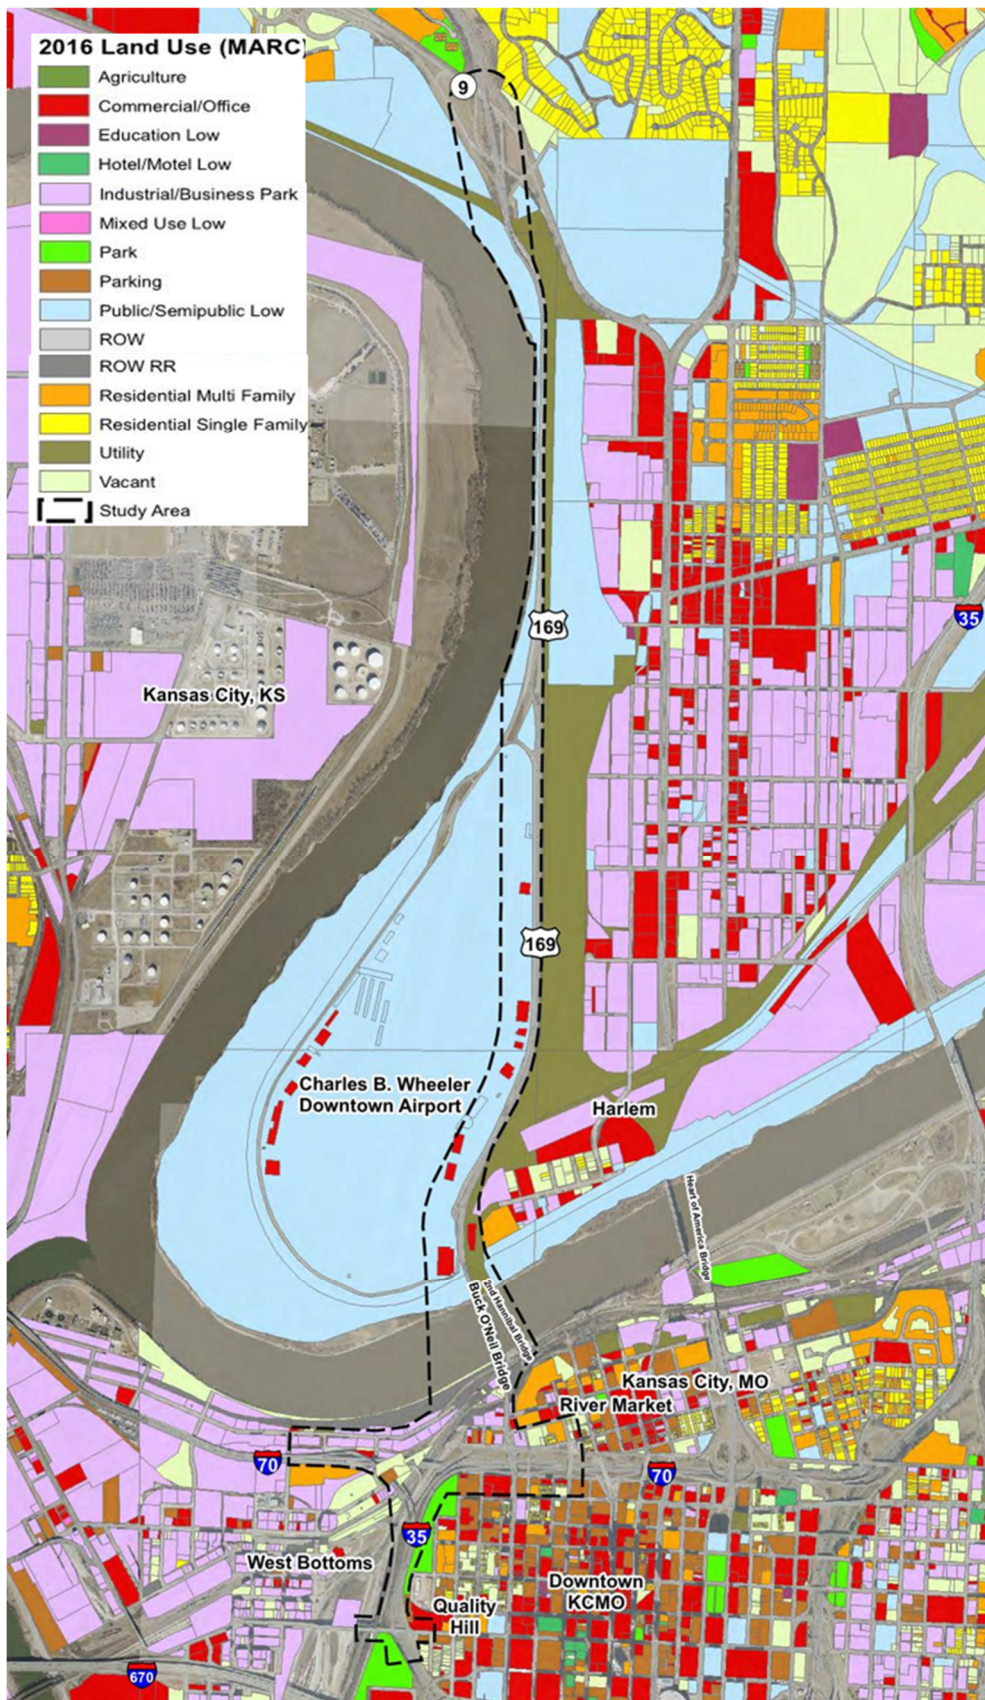 2016 Land Use (MARC)
Agriculture
Commercial/Office
Education Low
Hotel/Motel Low
Industrial/Business Park
Mixed Use Low
Park
Parking
Public/Semipublic Low
ROW
ROW RR
Residential Multi Family
Residential Single Family
Utility
Vacant
Study Area
9
169
35
Kansas City, KS
169
Charles B. Wheeler
Downtown Airport
Harlem
Heart of America Bridge
2nd Hannibal Bridge
Buck O'Neil Bridge
Kansas City, MO
River Market
70
70
35
West Bottoms
Downtown
KCMO
Quality
Hill
670